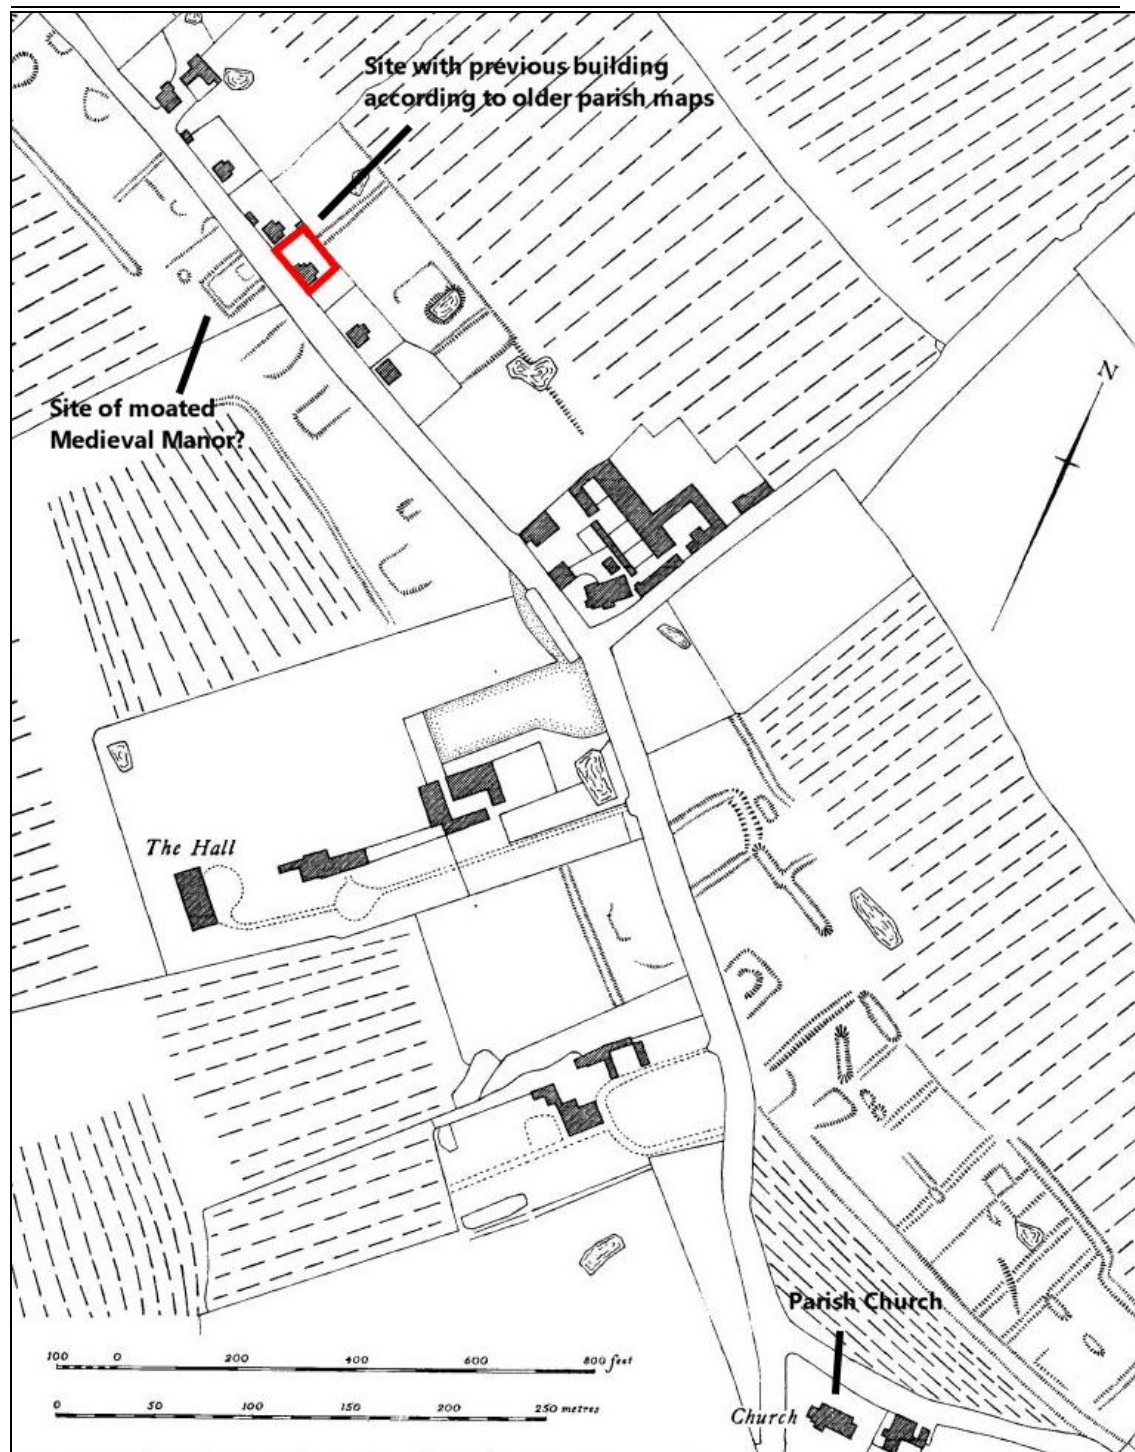 Site with previous building
according to older parish maps
N
Site of moated
Medieval Manor?
The Hall
Parish Church
Church
100 0 200 400 600 800 feet
0 50 100 150 200 250 metres